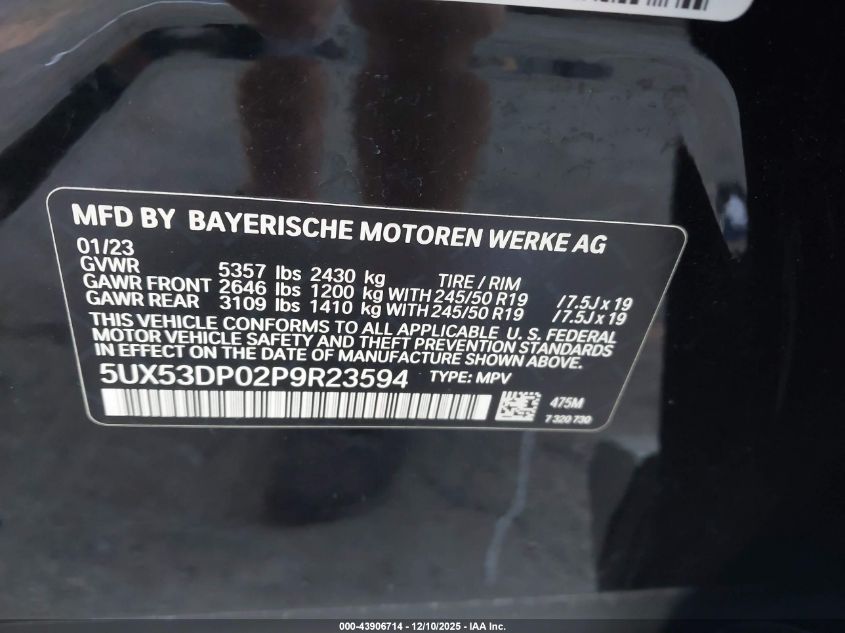 MFD BY BAYERISCHE MOTOREN WERKE AG
01/23
GVWR 5357 lbs 2430 kg TIRE / RIM
GAWR FRONT 2646 lbs 1200 kg WITH 245/50 R19 / 7.5J x 19
GAWR REAR 3109 lbs 1410 kg WITH 245/50 R19 / 7.5J x 19
THIS VEHICLE CONFORMS TO ALL APPLICABLE U. S. FEDERAL
MOTOR VEHICLE SAFETY AND THEFT PREVENTION STANDARDS
IN EFFECT ON THE DATE OF MANUFACTURE SHOWN ABOVE.
5UX53DP02P9R23594 TYPE: MPV
475M
7 320 730
000-43906714 - 12/10/2025 - IAA Inc.